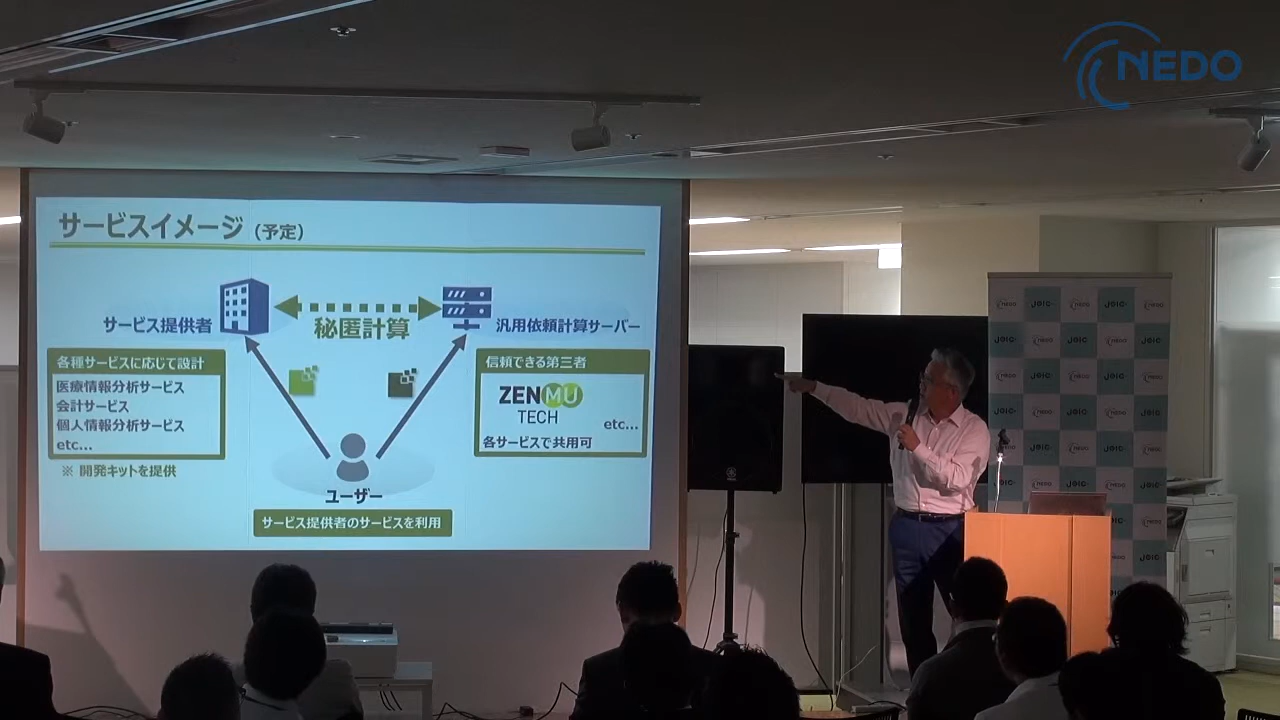 NEDO
サービスイメージ（予定）
サービス提供者
秘匿計算
汎用依頼計算サーバー
各種サービスに応じて設計
医療情報分析サービス
会計サービス
個人情報分析サービス
etc...
※ 開発キットを提供
信頼できる第三者
ZENMU
TECH
etc...
各サービスで共用可
ユーザー
サービス提供者のサービスを利用
NEDO JOIC NEDO JOIC NEDO